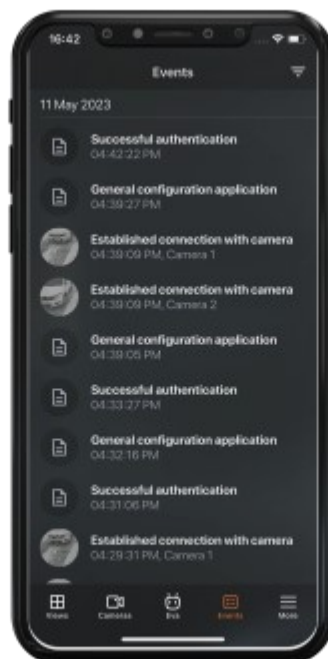 16:42
Events
11 May 2023
Successful authentication
04:42:22 PM
General configuration application
04:39:27 PM
Established connection with camera
04:39:09 PM, Camera 1
Established connection with camera
04:39:09 PM, Camera 2
General configuration application
04:39:05 PM
Successful authentication
04:33:27 PM
General configuration application
04:32:16 PM
Successful authentication
04:31:06 PM
Established connection with camera
04:29:31 PM, Camera 1
Views
Cameras
Eva
Events
More